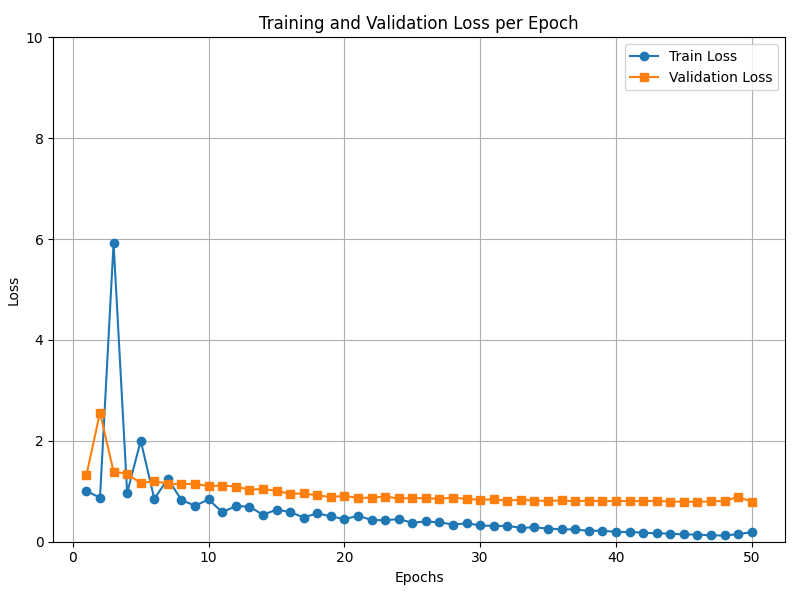 Training and Validation Loss per Epoch
Train Loss
Validation Loss
Loss
10
8
6
4
2
0
0 10 20 30 40 50
Epochs